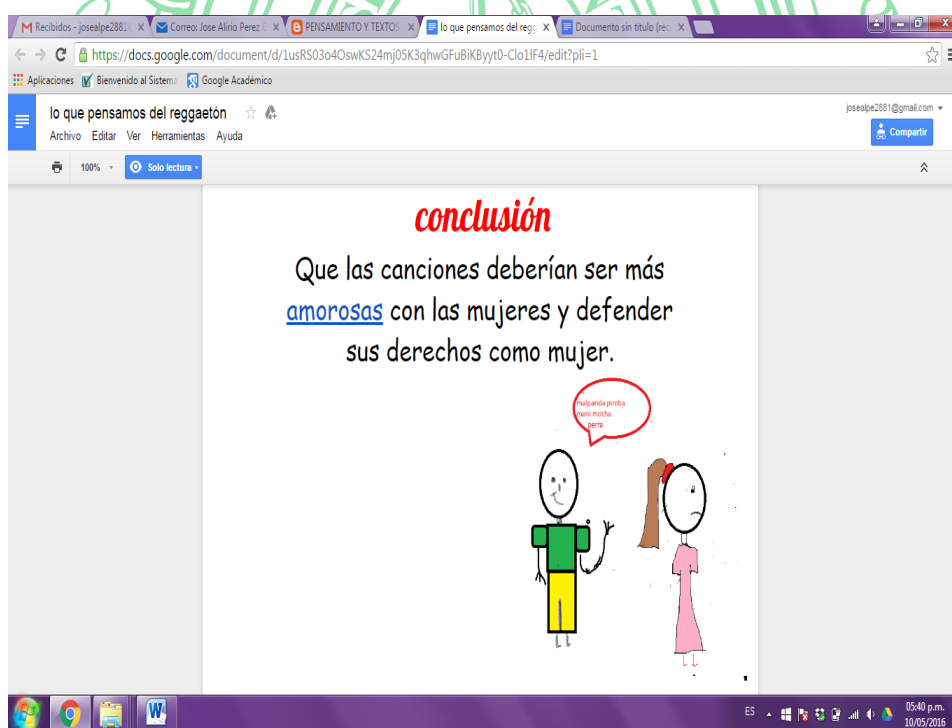 Recibidos - josealpe2881
Correo: Jose Alirio Perez
PENSAMIENTO Y TEXTOS
lo que pensamos del regg
Documento sin título (rec
https://docs.google.com/document/d/1usRS03o4OswKS24mj05K3qhwGFuBiKByyt0-Clo1lF4/edit?pli=1
Aplicaciones Bienvenido al Sistema Google Académico
lo que pensamos del reggaetón
josealpe2881@gmail.com
Archivo Editar Ver Herramientas Ayuda
Compartir
100% Solo lectura
conclusión
Que las canciones deberían ser más
amorosas con las mujeres y defender
sus derechos como mujer.
malparida piroba
mani mocha
perra
ES 05:40 p.m.
10/05/2016